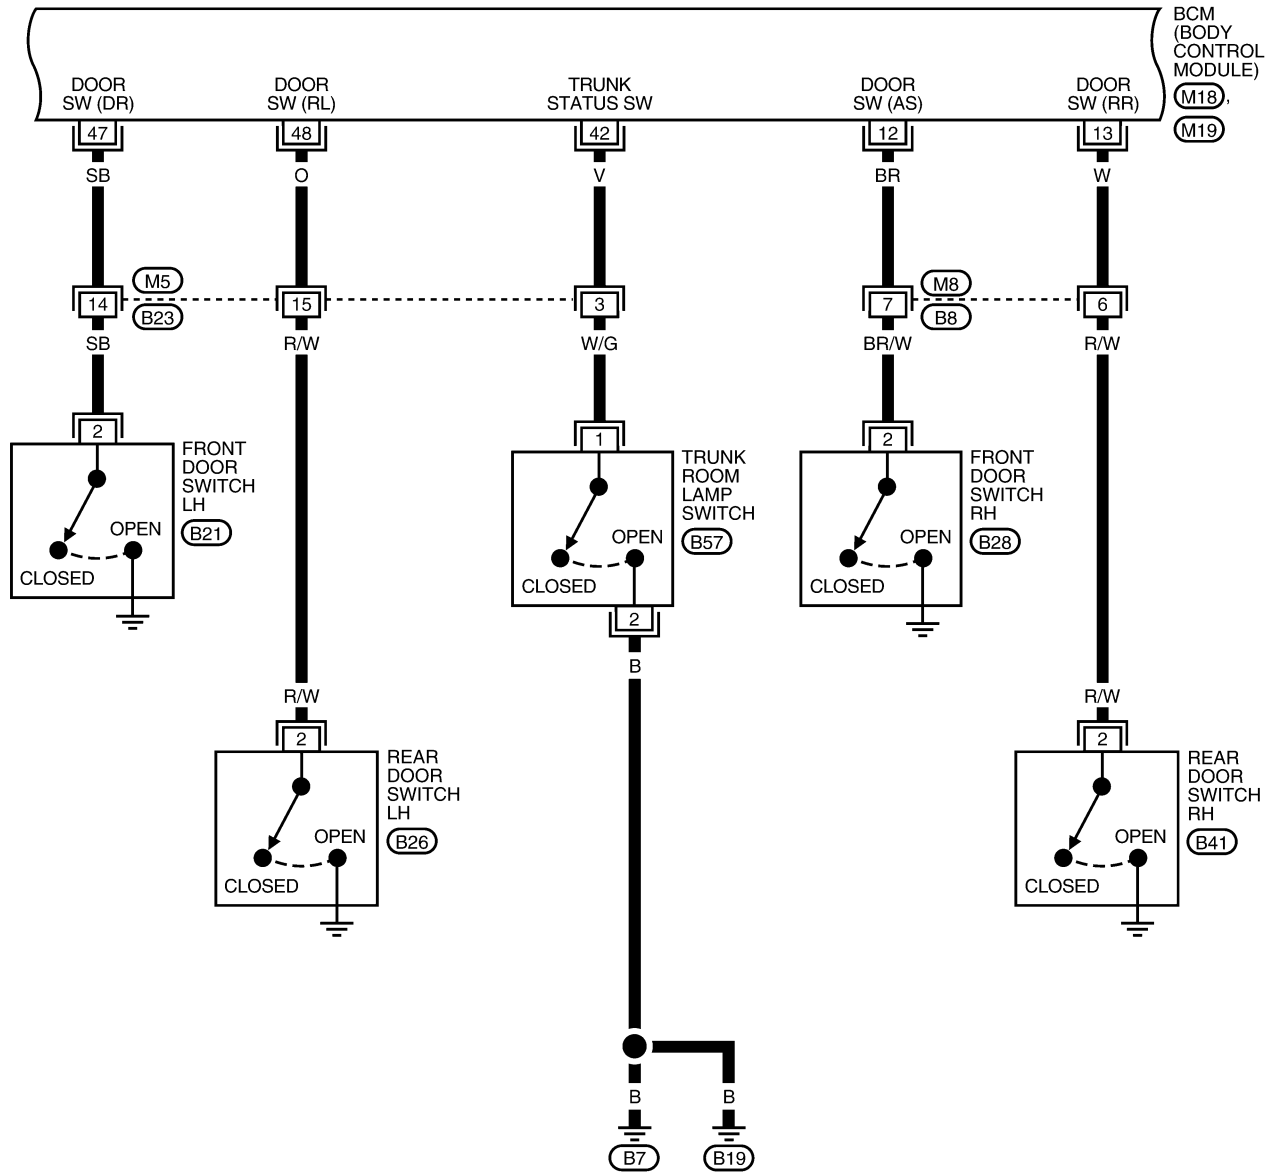 BCM
(BODY
CONTROL
MODULE)
M18,
M19
DOOR
SW (DR)
DOOR
SW (RL)
TRUNK
STATUS SW
DOOR
SW (AS)
DOOR
SW (RR)
47
48
42
12
13
SB
O
V
BR
W
M5
M8
14
15
3
7
6
B23
B8
SB
R/W
W/G
BR/W
R/W
2
FRONT
DOOR
SWITCH
LH
B21
OPEN
CLOSED
1
TRUNK
ROOM
LAMP
SWITCH
B57
OPEN
CLOSED
2
B
2
FRONT
DOOR
SWITCH
RH
B28
OPEN
CLOSED
R/W
2
REAR
DOOR
SWITCH
LH
B26
OPEN
CLOSED
R/W
2
REAR
DOOR
SWITCH
RH
B41
OPEN
CLOSED
B
B
B7
B19